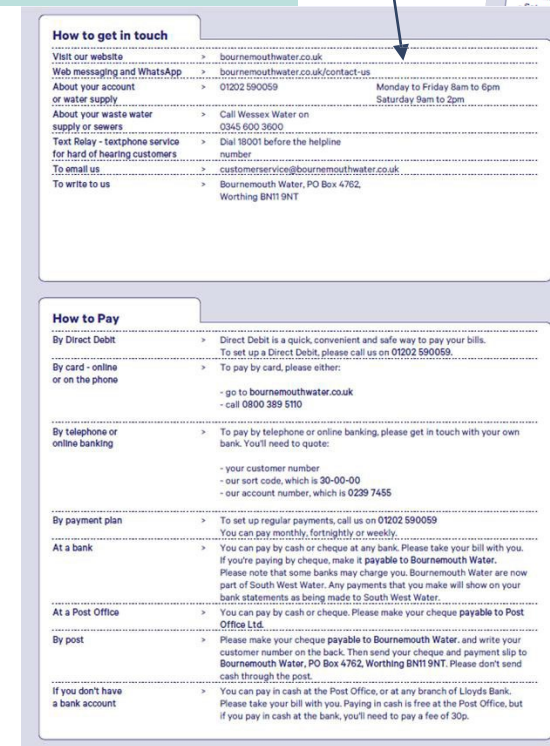 How to get in touch
Visit our website > bournemouthwater.co.uk
Web messaging and WhatsApp > bournemouthwater.co.uk/contact-us
About your account > 01202 590059 Monday to Friday 8am to 6pm
or water supply Saturday 9am to 2pm
About your waste water > Call Wessex Water on
supply or sewers 0345 600 3600
Text Relay - textphone service > Dial 18001 before the helpline
for hard of hearing customers number
To email us > customerservice@bournemouthwater.co.uk
To write to us > Bournemouth Water, PO Box 4762,
Worthing BN11 9NT
How to Pay
By Direct Debit > Direct Debit is a quick, convenient and safe way to pay your bills.
To set up a Direct Debit, please call us on 01202 590059.
By card - online > To pay by card, please either:
or on the phone
- go to bournemouthwater.co.uk
- call 0800 389 5110
By telephone or > To pay by telephone or online banking, please get in touch with your own
online banking bank. You'll need to quote:
- your customer number
- our sort code, which is 30-00-00
- our account number, which is 0239 7455
By payment plan > To set up regular payments, call us on 01202 590059
You can pay monthly, fortnightly or weekly.
At a bank > You can pay by cash or cheque at any bank. Please take your bill with you.
If you're paying by cheque, make it payable to Bournemouth Water.
Please note that some banks may charge you. Bournemouth Water are now
part of South West Water. Any payments that you make will show on your
bank statements as being made to South West Water.
At a Post Office > You can pay by cash or cheque. Please make your cheque payable to Post
Office Ltd.
By post > Please make your cheque payable to Bournemouth Water. and write your
customer number on the back. Then send your cheque and payment slip to
Bournemouth Water, PO Box 4762, Worthing BN11 9NT. Please don't send
cash through the post.
If you don't have > You can pay in cash at the Post Office, or at any branch of Lloyds Bank.
a bank account Please take your bill with you. Paying in cash is free at the Post Office, but
if you pay in cash at the bank, you'll need to pay a fee of 30p.